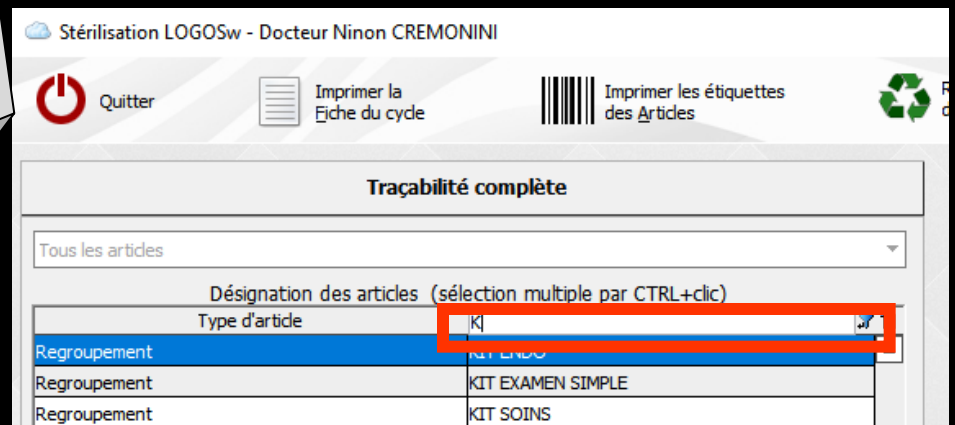 Stérilisation LOGOSw - Docteur Ninon CREMONINI
Quitter
Imprimer la
Fiche du cycle
Imprimer les étiquettes
des Articles
Traçabilité complète
Tous les articles
Désignation des articles (sélection multiple par CTRL+clic)
Type d'article K
Regroupement KIT ENDO
Regroupement KIT EXAMEN SIMPLE
Regroupement KIT SOINS